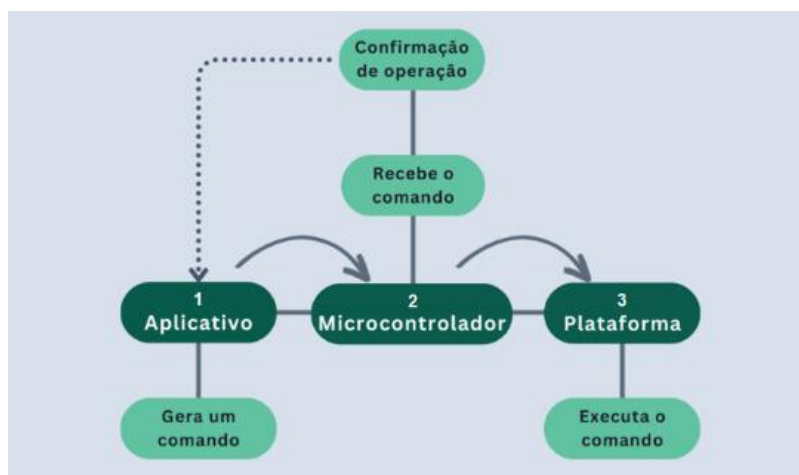 Confirmação
de operação
Recebe o
comando
1
Aplicativo
2
Microcontrolador
3
Plataforma
Gera um
comando
Executa o
comando